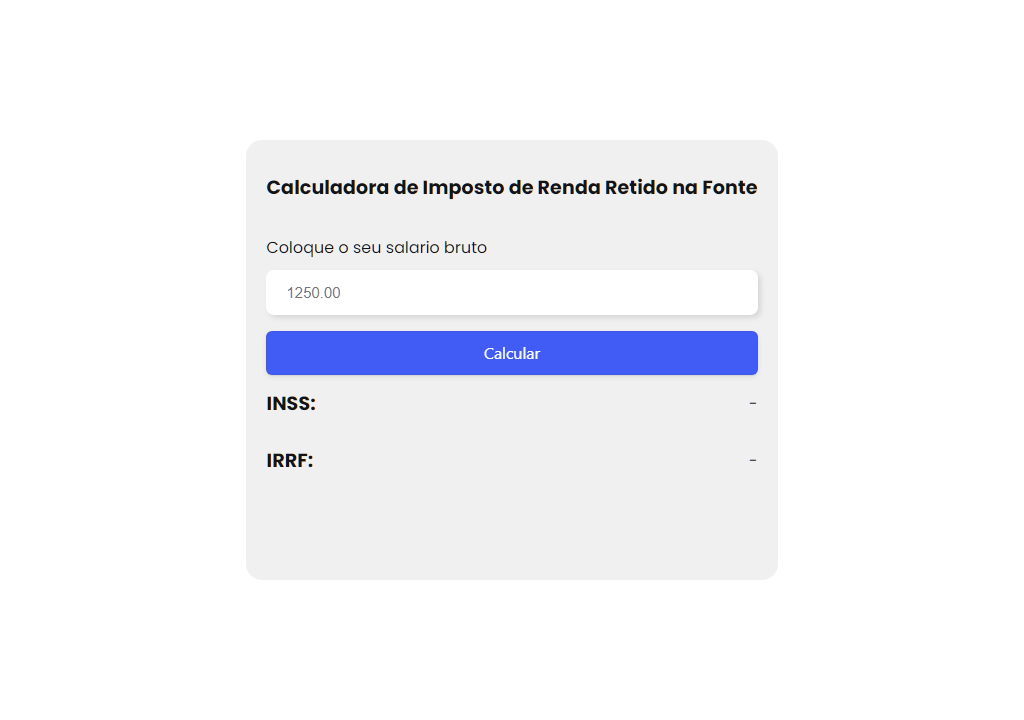 Calculadora de Imposto de Renda Retido na Fonte
Coloque o seu salario bruto
1250.00
Calcular
INSS: -
IRRF: -